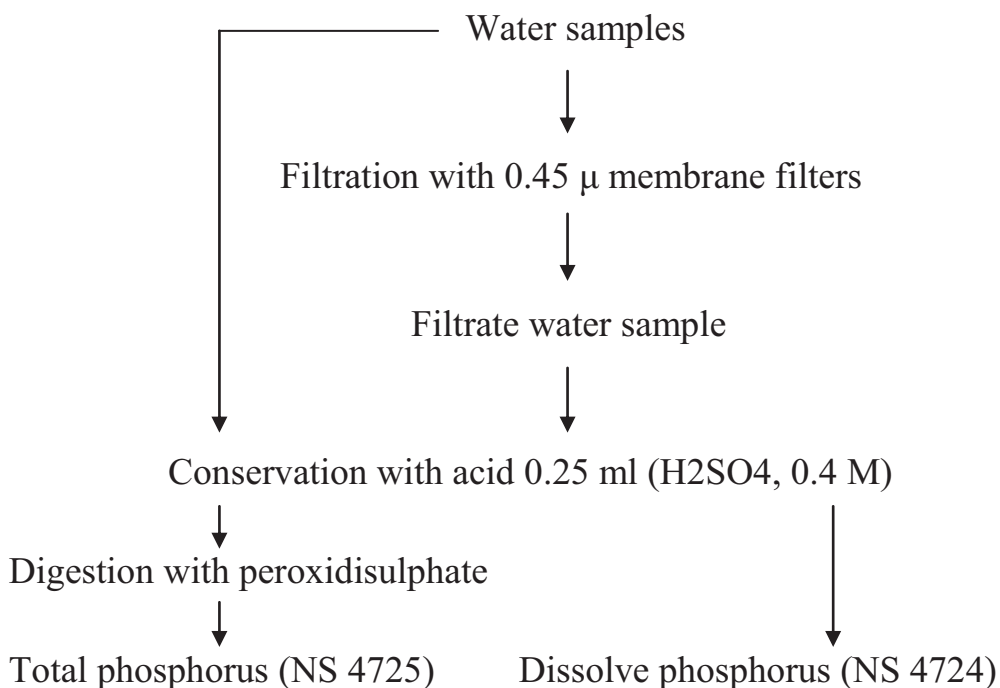 Water samples
Filtration with 0.45 μ membrane filters
Filtrate water sample
Conservation with acid 0.25 ml (H2SO4, 0.4 M)
Digestion with peroxidisulphate
Total phosphorus (NS 4725)
Dissolve phosphorus (NS 4724)